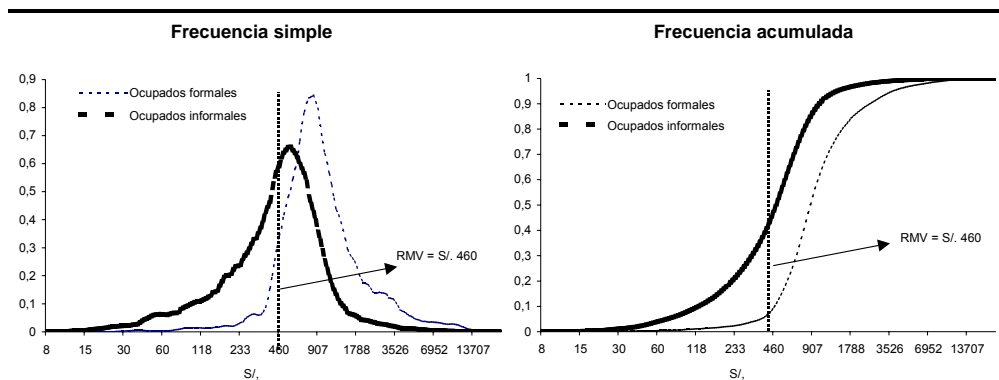 Frecuencia simple
0,9
0,8
0,7
0,6
0,5
0,4
0,3
0,2
0,1
0
Ocupados formales
Ocupados informales
RMV = S/. 460
8 15 30 60 118 233 460 907 1788 3526 6952 13707
S/,
Frecuencia acumulada
1
0,9
0,8
0,7
0,6
0,5
0,4
0,3
0,2
0,1
0
Ocupados formales
Ocupados informales
RMV = S/. 460
8 15 30 60 118 233 460 907 1788 3526 6952 13707
S/,